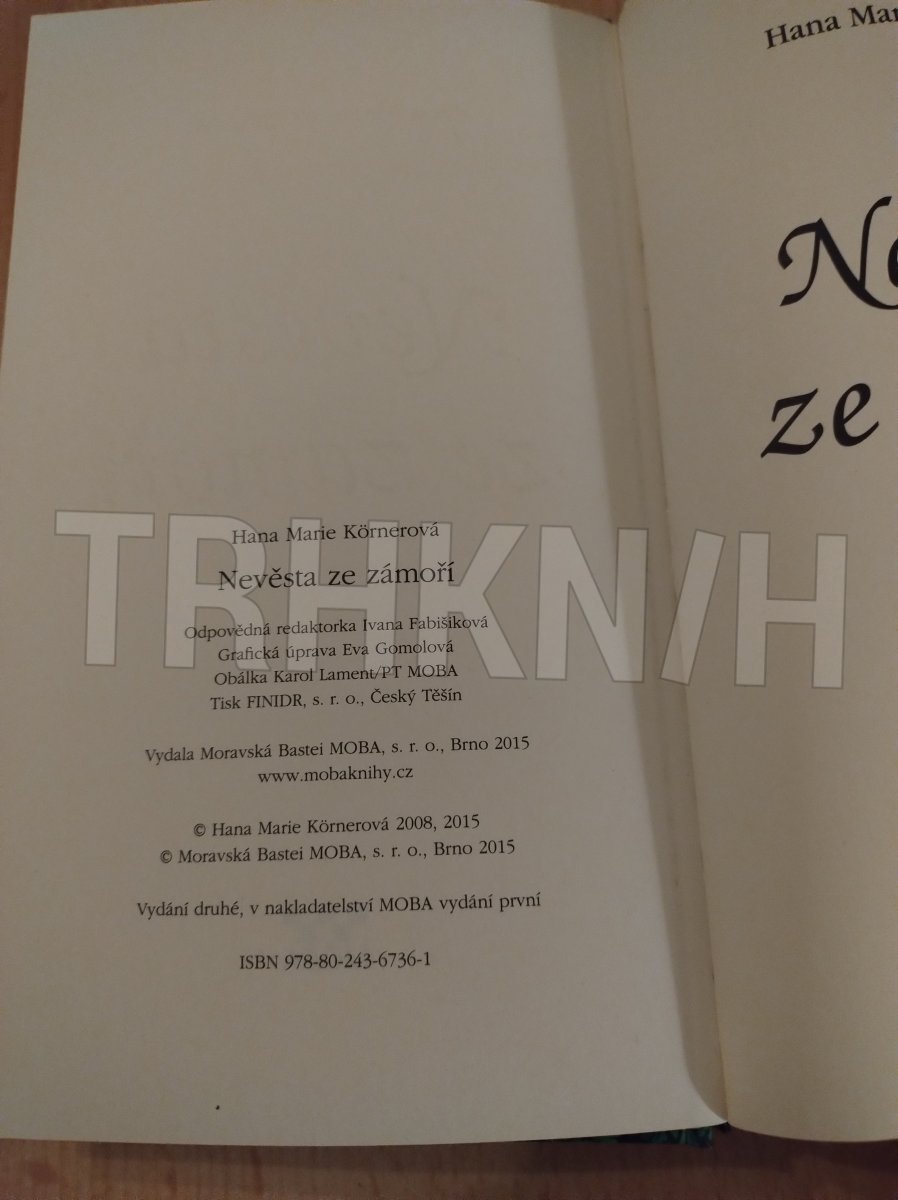 Hana Marie Körnerová
Nevěsta ze zámoří
Odpovědná redaktorka Ivana Fabišiková
Grafická úprava Eva Gomolová
Obálka Karol Lament/PT MOBA
Tisk FINIDR, s. r. o., Český Těšín
Vydala Moravská Bastei MOBA, s. r. o., Brno 2015
www.mobaknihy.cz
© Hana Marie Körnerová 2008, 2015
© Moravská Bastei MOBA, s. r. o., Brno 2015
Vydání druhé, v nakladatelství MOBA vydání první
ISBN 978-80-243-6736-1
Hana Mar
Ne
ze
TRHKNIH